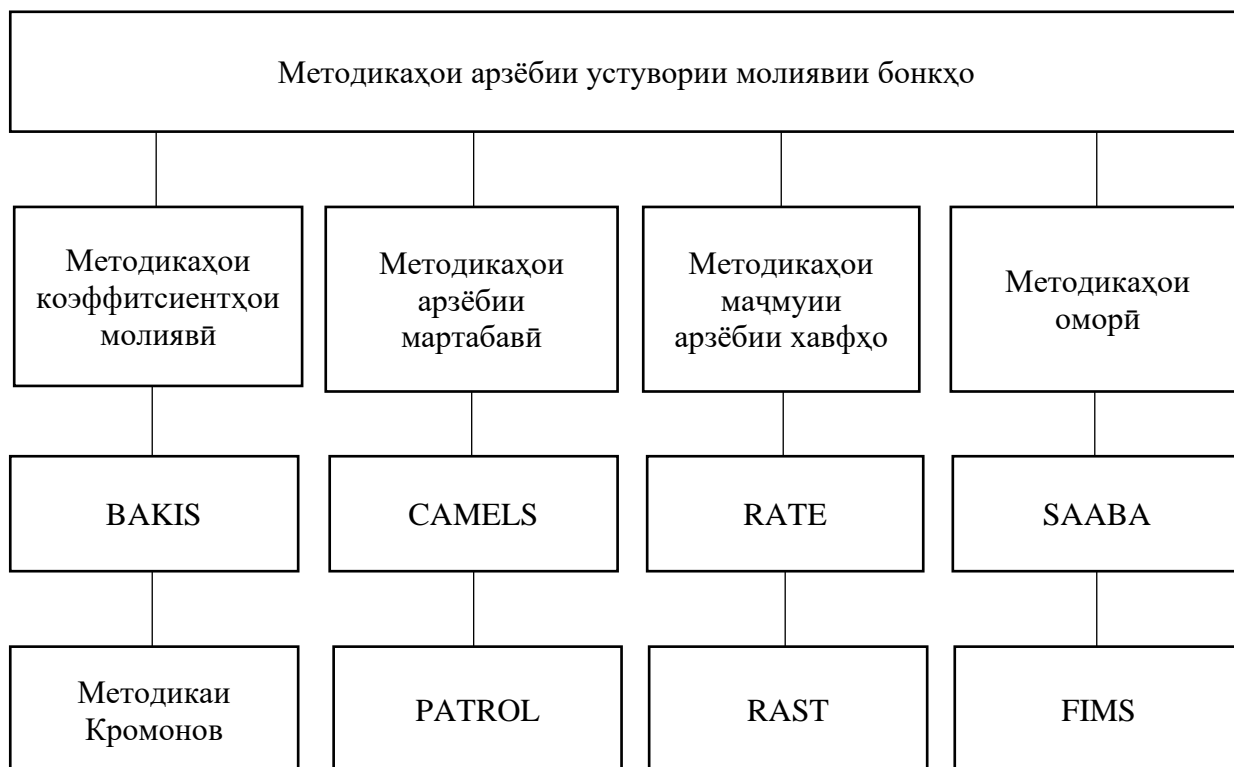 Методикаҳои арзёбии устувории молиявии бонкҳо
Методикаҳои
коэффитсиентҳои
молиявӣ
Методикаҳои
арзёбии
мартабавӣ
Методикаҳои
маҷмуии
арзёбии хавфҳо
Методикаҳои
оморӣ
BAKIS
CAMELS
RATE
SAABA
Методикаи
Кромонов
PATROL
RAST
FIMS